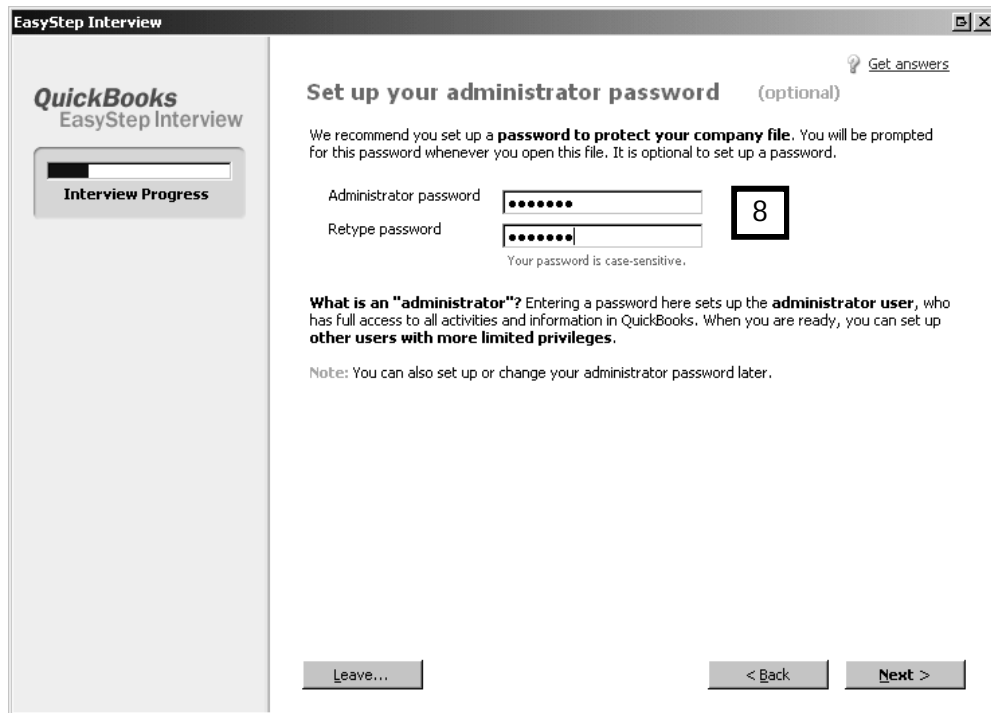 EasyStep Interview
Get answers
QuickBooks
EasyStep Interview
Interview Progress
Set up your administrator password (optional)
We recommend you set up a password to protect your company file. You will be prompted
for this password whenever you open this file. It is optional to set up a password.
Administrator password •••••••
8
Retype password •••••••
Your password is case-sensitive.
What is an "administrator"? Entering a password here sets up the administrator user, who
has full access to all activities and information in QuickBooks. When you are ready, you can set up
other users with more limited privileges.
Note: You can also set up or change your administrator password later.
Leave...
< Back
Next >